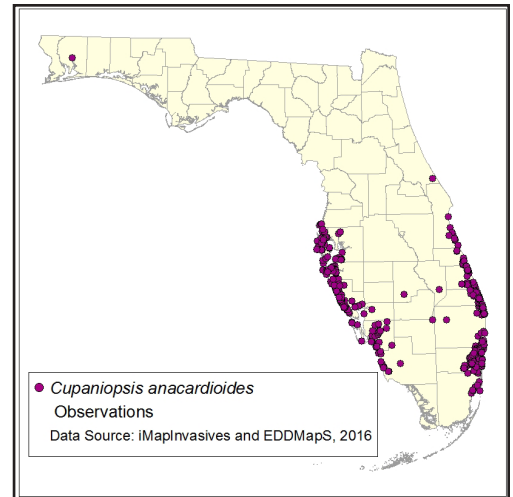 Cupaniopsis anacardioides
Observations
Data Source: iMapInvasives and EDDMapS, 2016